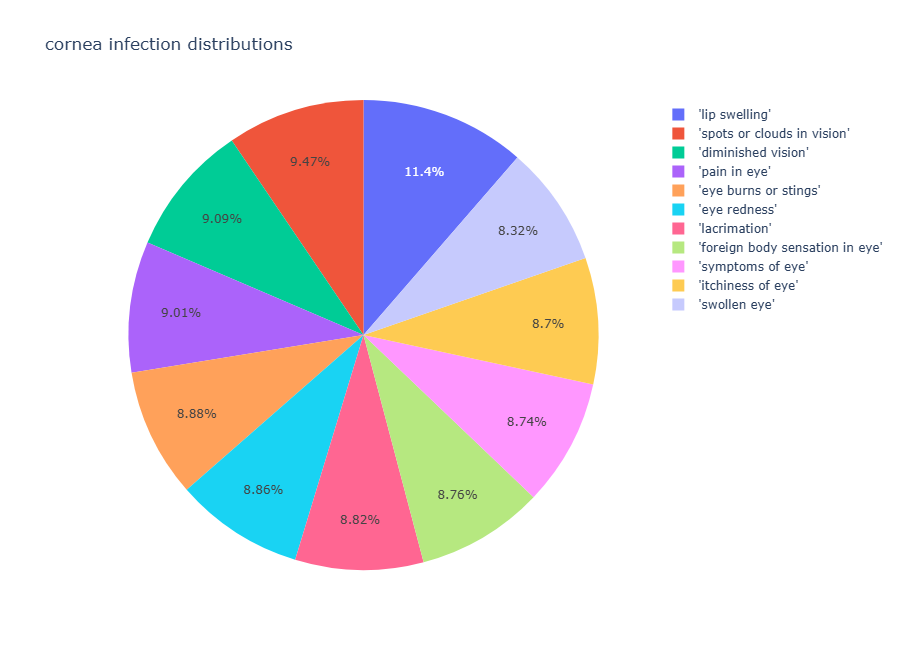 cornea infection distributions
'lip swelling'
'spots or clouds in vision'
'diminished vision'
'pain in eye'
'eye burns or stings'
'eye redness'
'lacrimation'
'foreign body sensation in eye'
'symptoms of eye'
'itchiness of eye'
'swollen eye'
11.4%
9.47%
9.09%
9.01%
8.88%
8.86%
8.82%
8.76%
8.74%
8.7%
8.32%